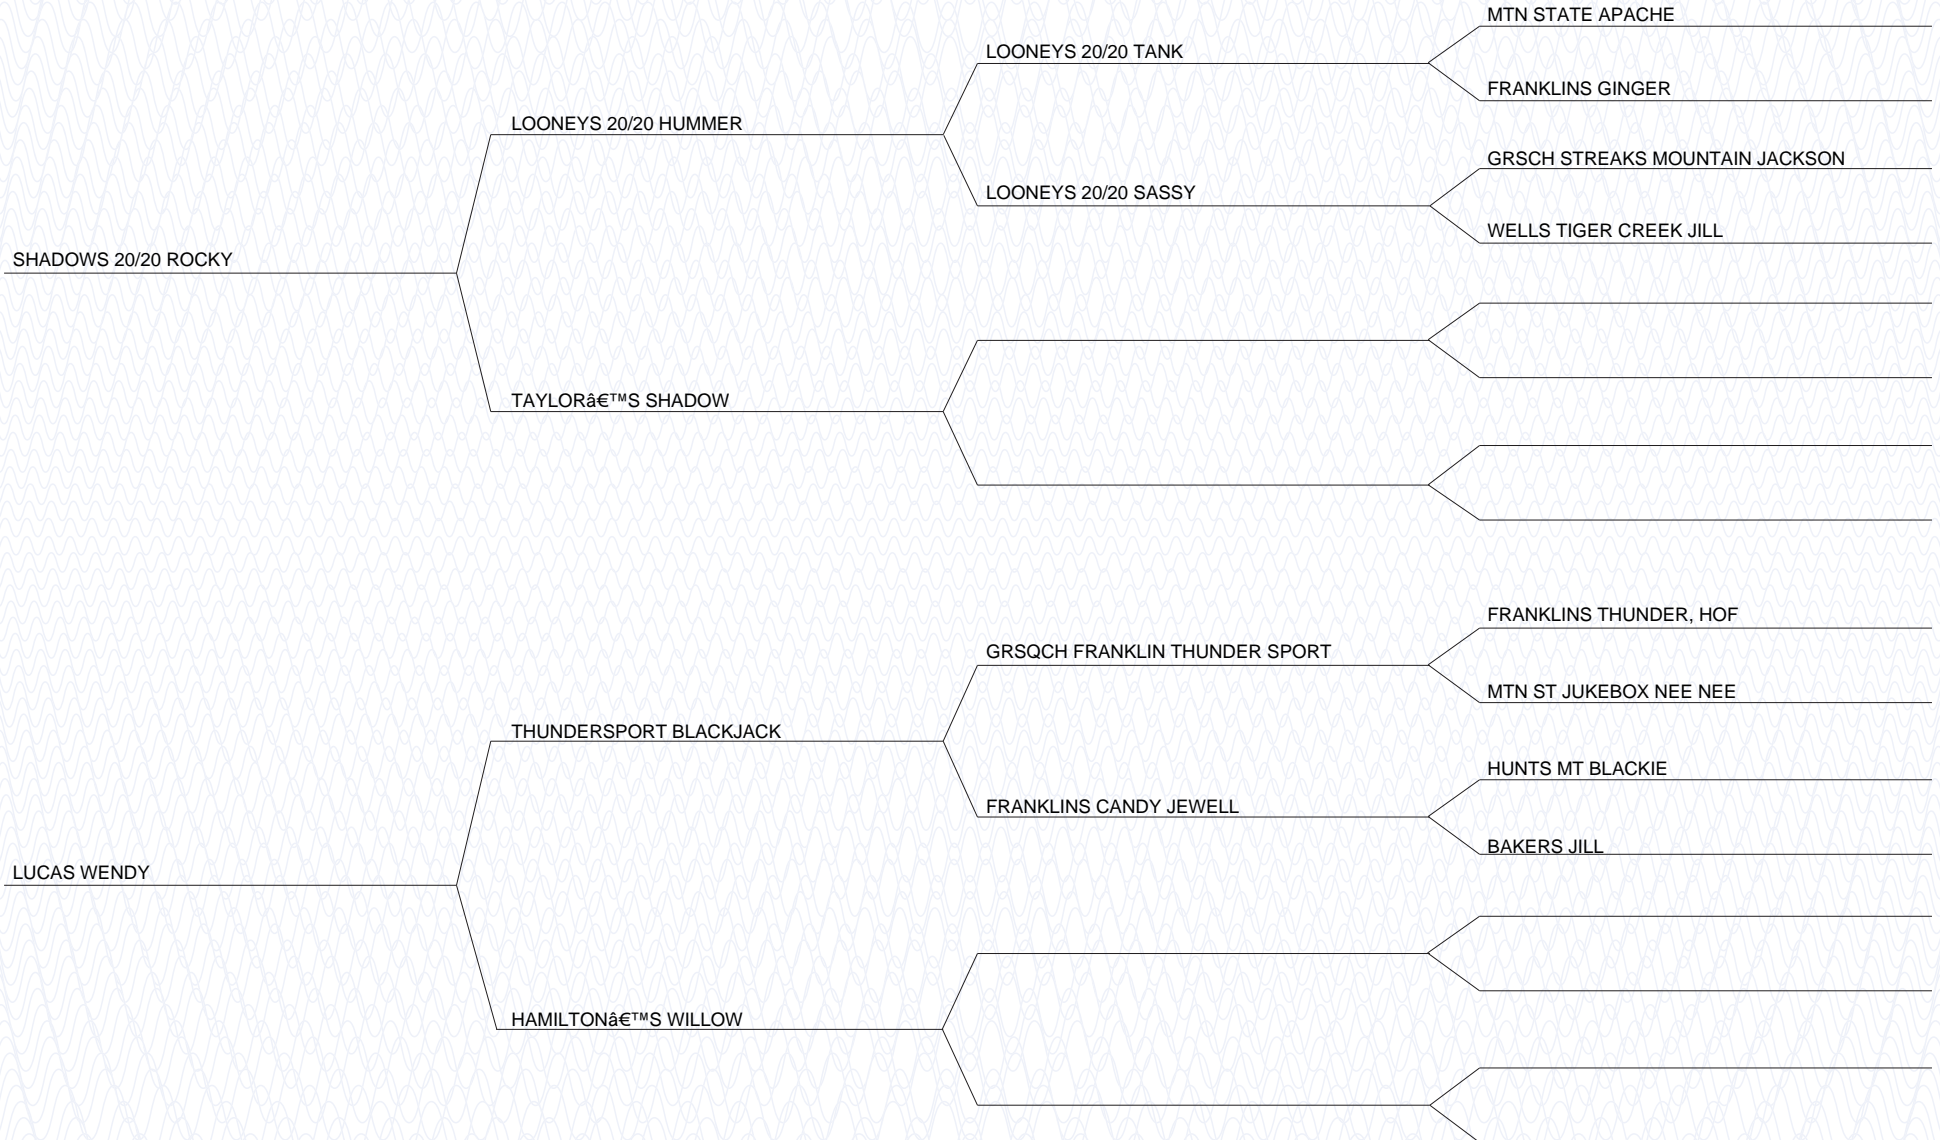 MTN STATE APACHE
LOONEYS 20/20 TANK
FRANKLINS GINGER
LOONEYS 20/20 HUMMER
GRSCH STREAKS MOUNTAIN JACKSON
LOONEYS 20/20 SASSY
WELLS TIGER CREEK JILL
SHADOWS 20/20 ROCKY
TAYLORâ€™S SHADOW
FRANKLINS THUNDER, HOF
GRSQCH FRANKLIN THUNDER SPORT
MTN ST JUKEBOX NEE NEE
THUNDERSPORT BLACKJACK
HUNTS MT BLACKIE
FRANKLINS CANDY JEWELL
BAKERS JILL
LUCAS WENDY
HAMILTONâ€™S WILLOW